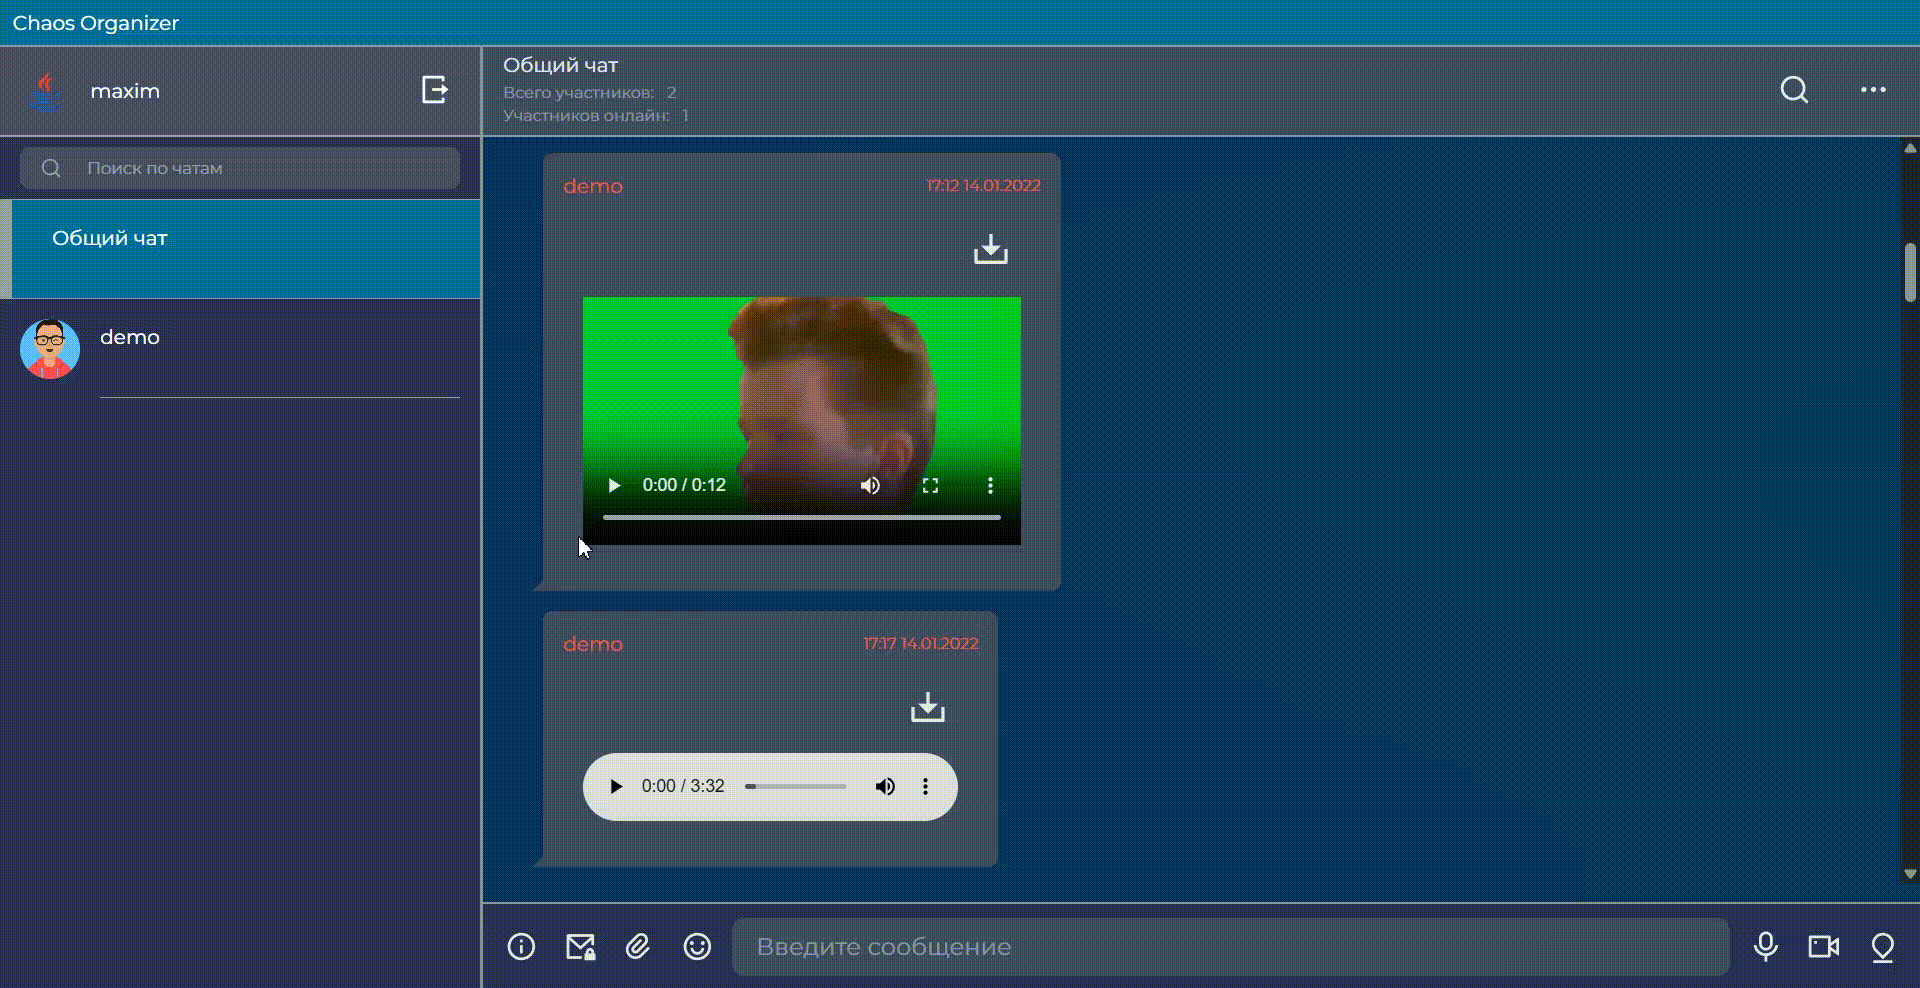 Chaos Organizer
maxim
Общий чат
Всего участников: 2
Участников онлайн: 1
Поиск по чатам
Общий чат
demo
demo 17:12 14.01.2022
0:00 / 0:12
demo 17:17 14.01.2022
0:00 / 3:32
Введите сообщение